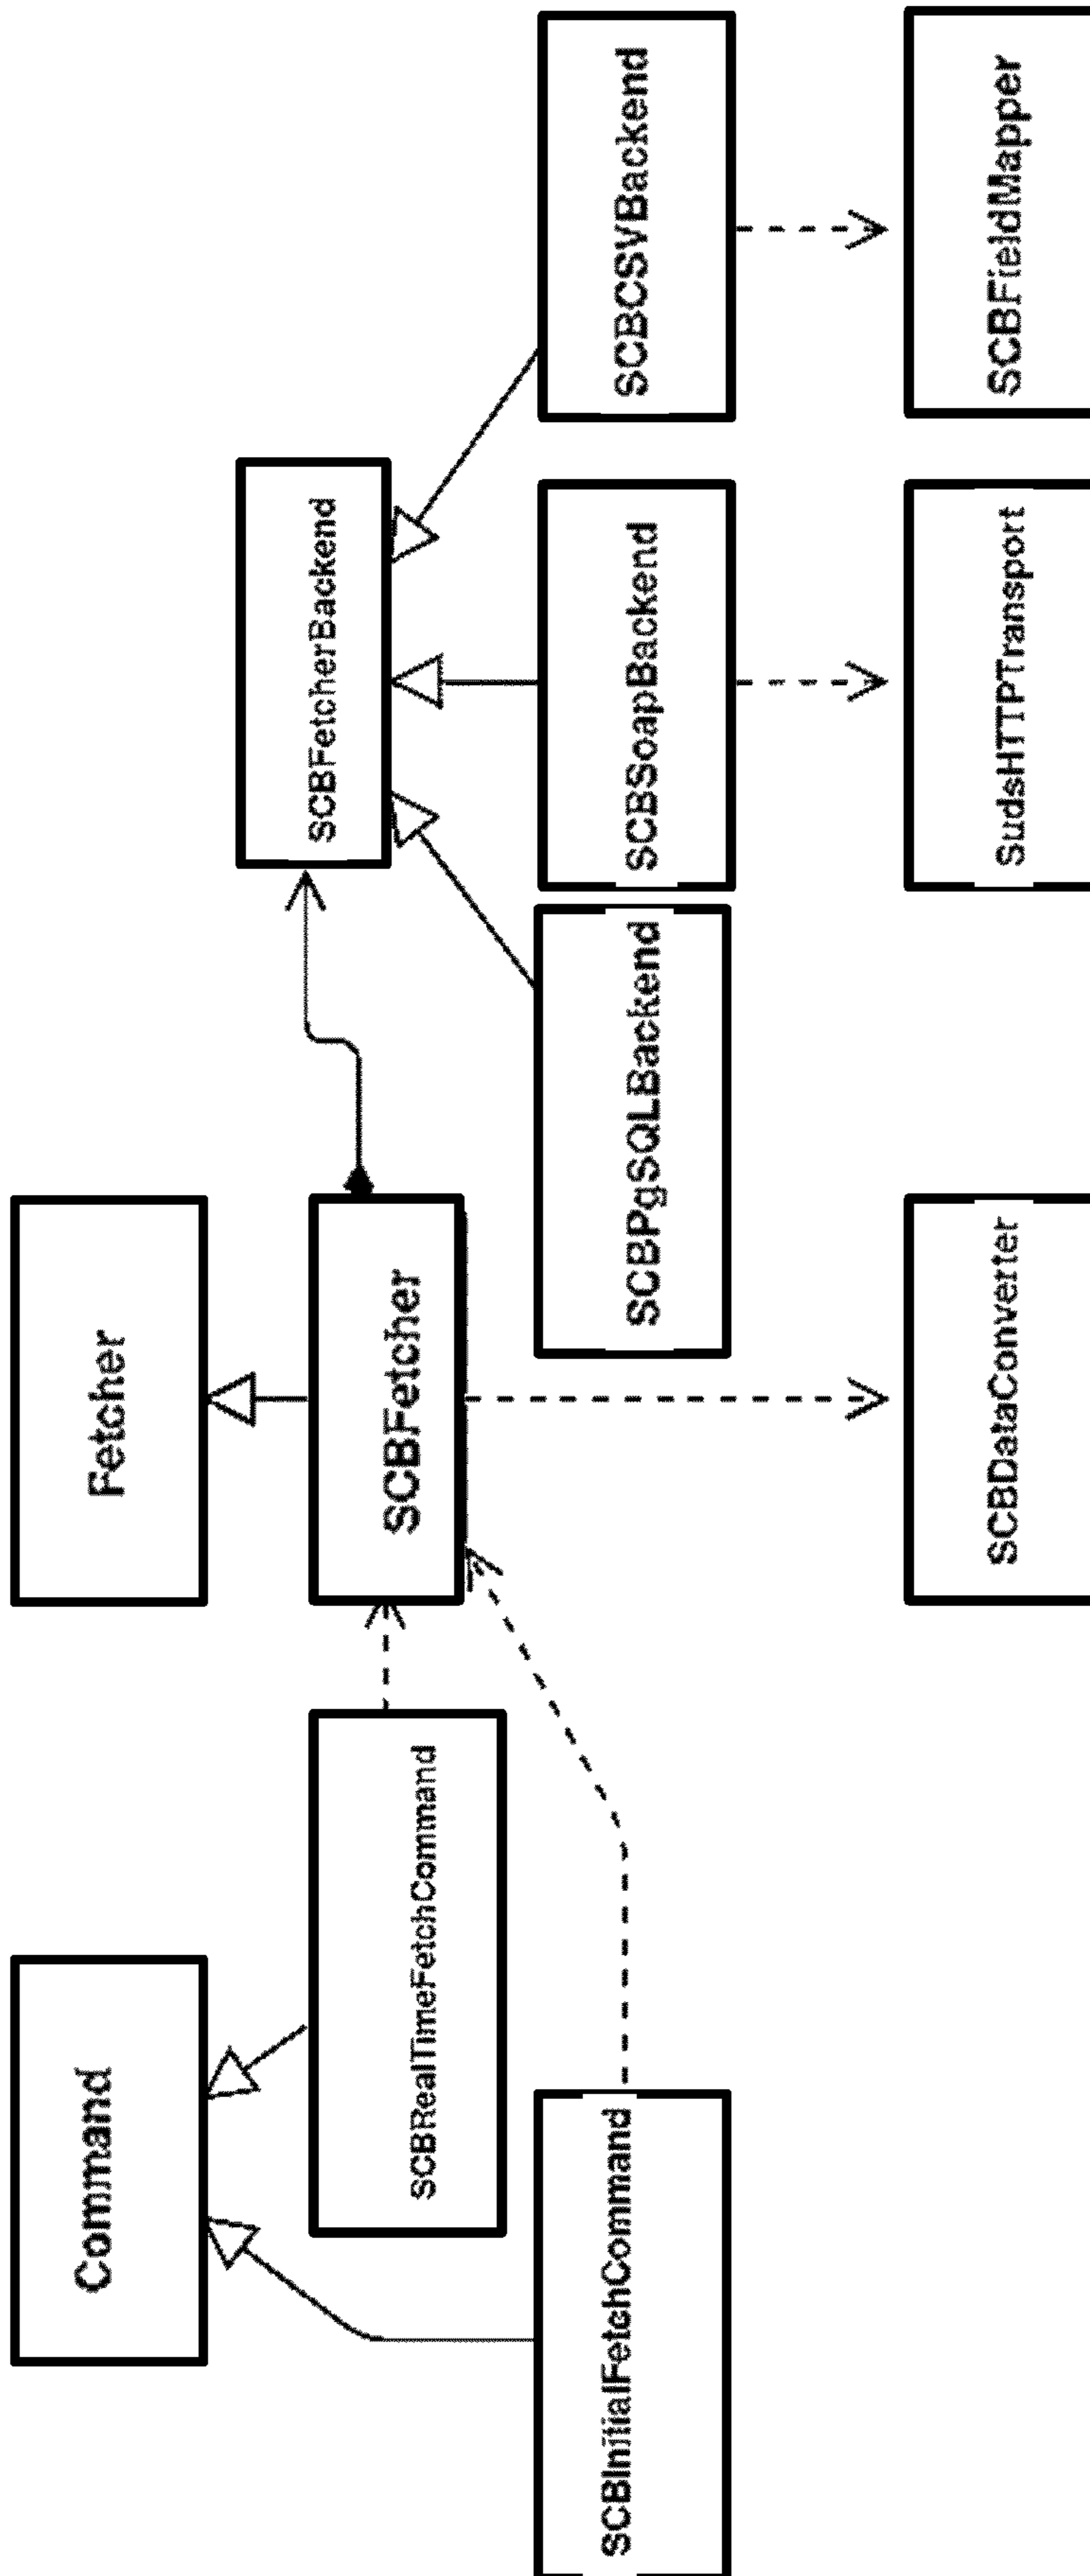 Command
Fetcher
SCBFetcherBackend
SCBRealTimeFetchCommand
SCBFetcher
SCBInitialFetchCommand
SCBPgSQLBackend
SCBSoapBackend
SCBCSVBackend
SCBDataConverter
SudsHTTPTransport
SCBFieldMapper